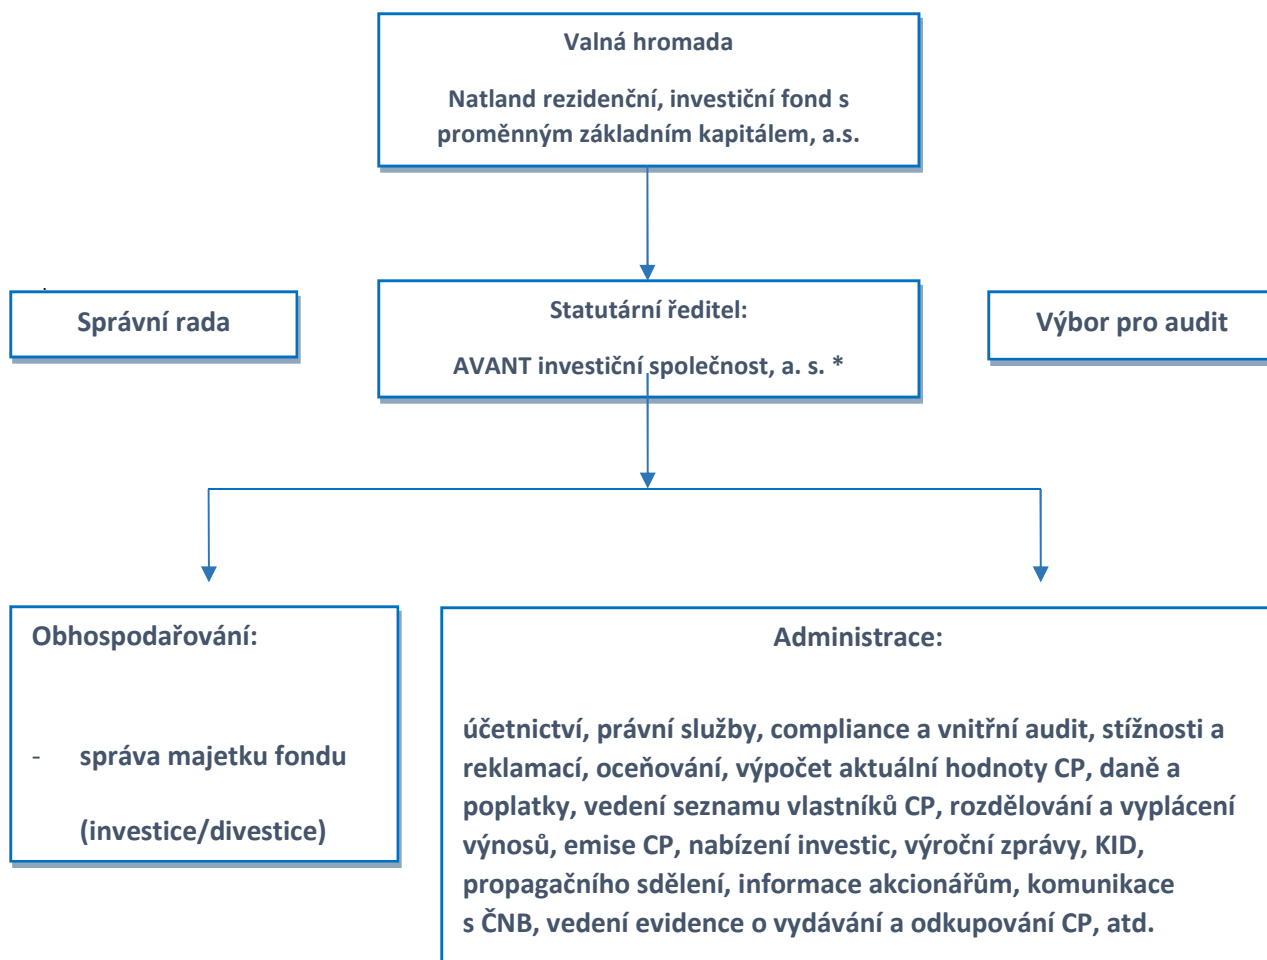 Valná hromada
Natland rezidenční, investiční fond s
proměnným základním kapitálem, a.s.
Správní rada
Statutární ředitel:
AVANT investiční společnost, a. s. *
Výbor pro audit
Obhospodařování:
- správa majetku fondu
(investice/divestice)
Administrace:
účetnictví, právní služby, compliance a vnitřní audit, stížnosti a
reklamací, oceňování, výpočet aktuální hodnoty CP, daně a
poplatky, vedení seznamu vlastníků CP, rozdělování a vyplácení
výnosů, emise CP, nabízení investic, výroční zprávy, KID,
propagačního sdělení, informace akcionářům, komunikace
s ČNB, vedení evidence o vydávání a odkupování CP, atd.